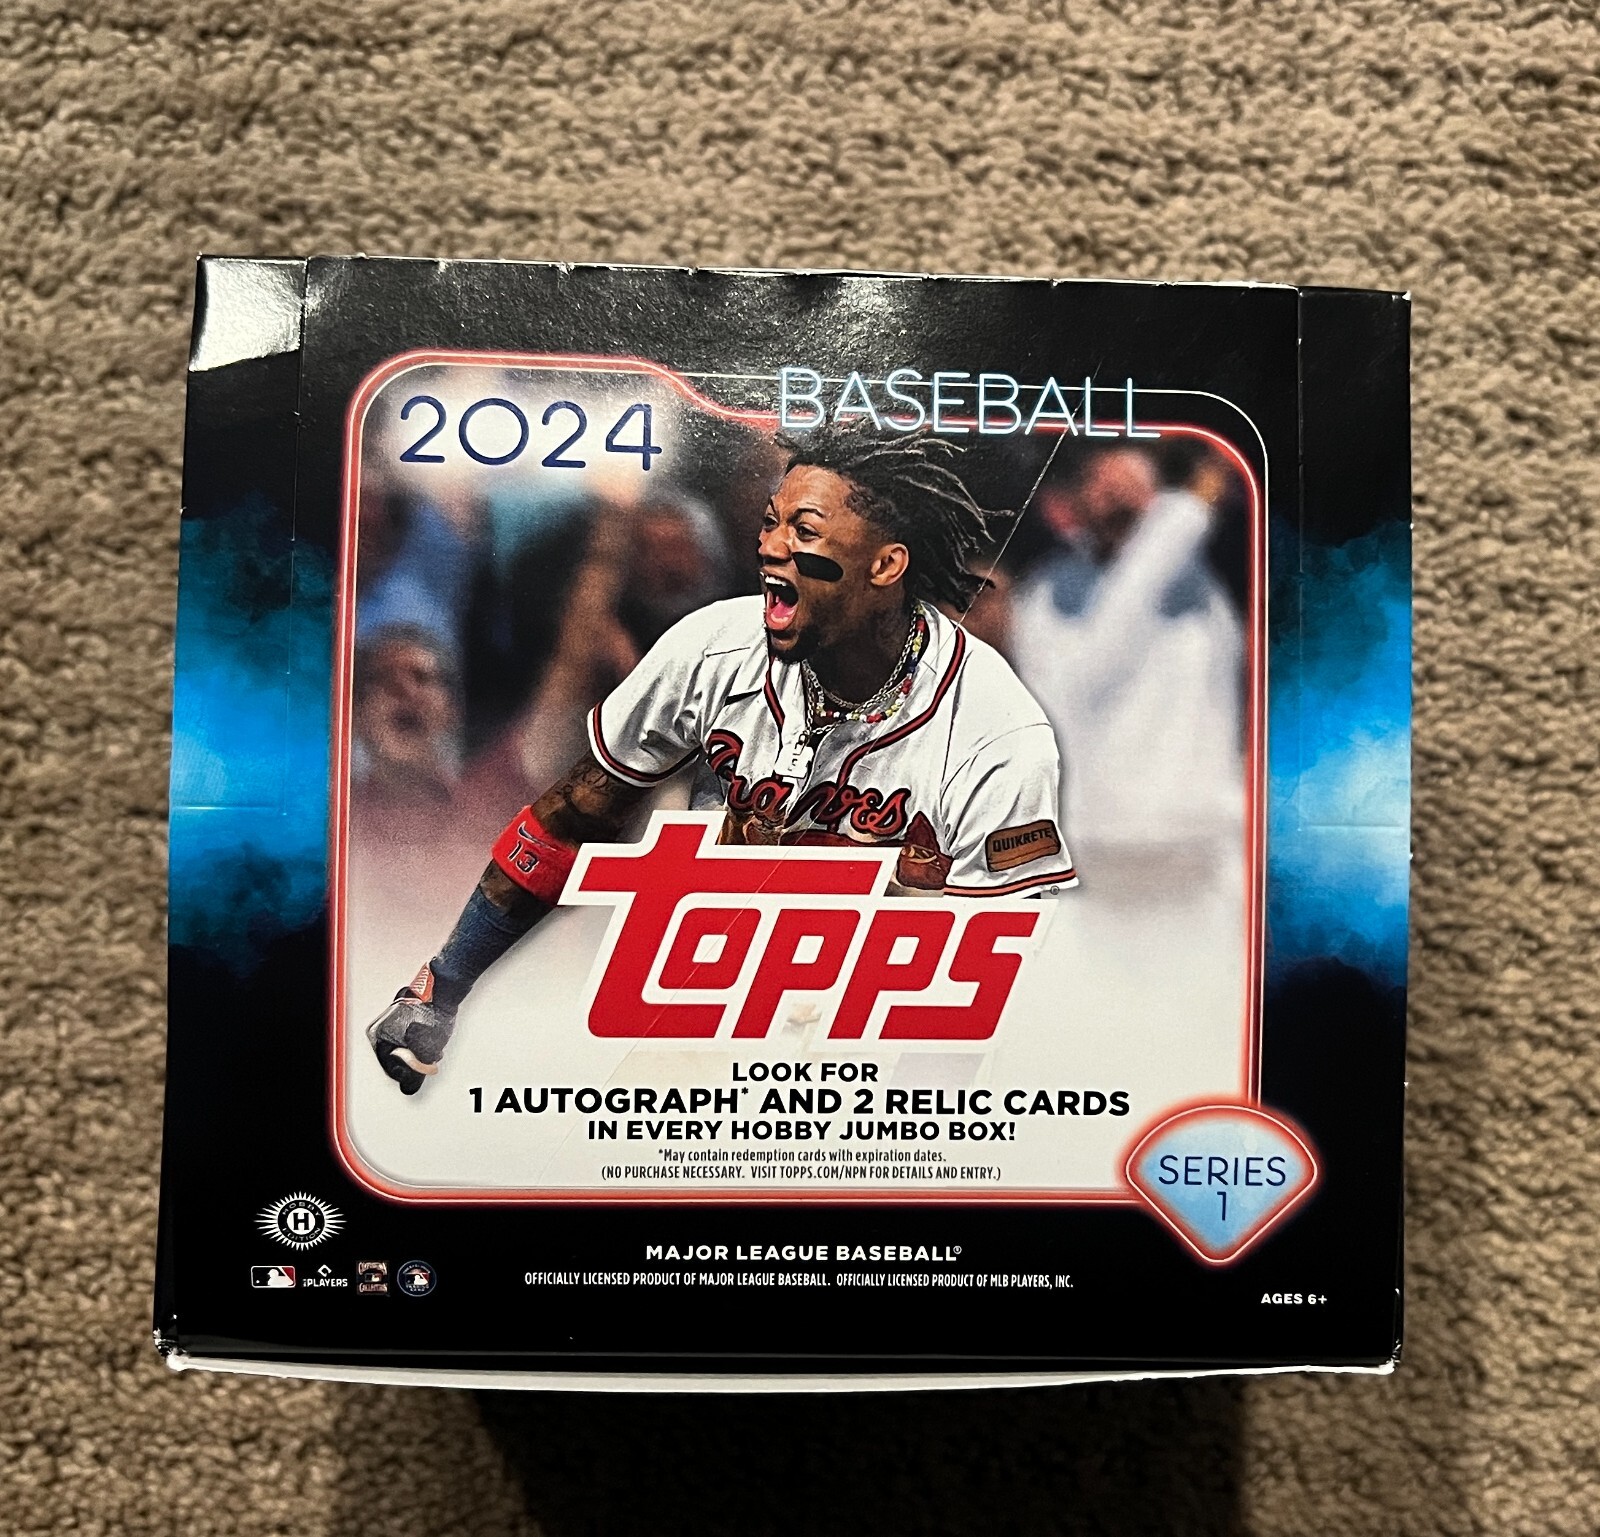 2024
BASEBALL
Braves
QUIKRETE
13
topps
®
LOOK FOR
1 AUTOGRAPH* AND 2 RELIC CARDS
IN EVERY HOBBY JUMBO BOX!
*May contain redemption cards with expiration dates.
(NO PURCHASE NECESSARY. VISIT TOPPS.COM/NPN FOR DETAILS AND ENTRY.)
SERIES
1
HOBBY
H
EDITION
MAJOR LEAGUE BASEBALL®
PLAYERS
OFFICIALLY LICENSED PRODUCT OF MAJOR LEAGUE BASEBALL. OFFICIALLY LICENSED PRODUCT OF MLB PLAYERS, INC.
AGES 6+